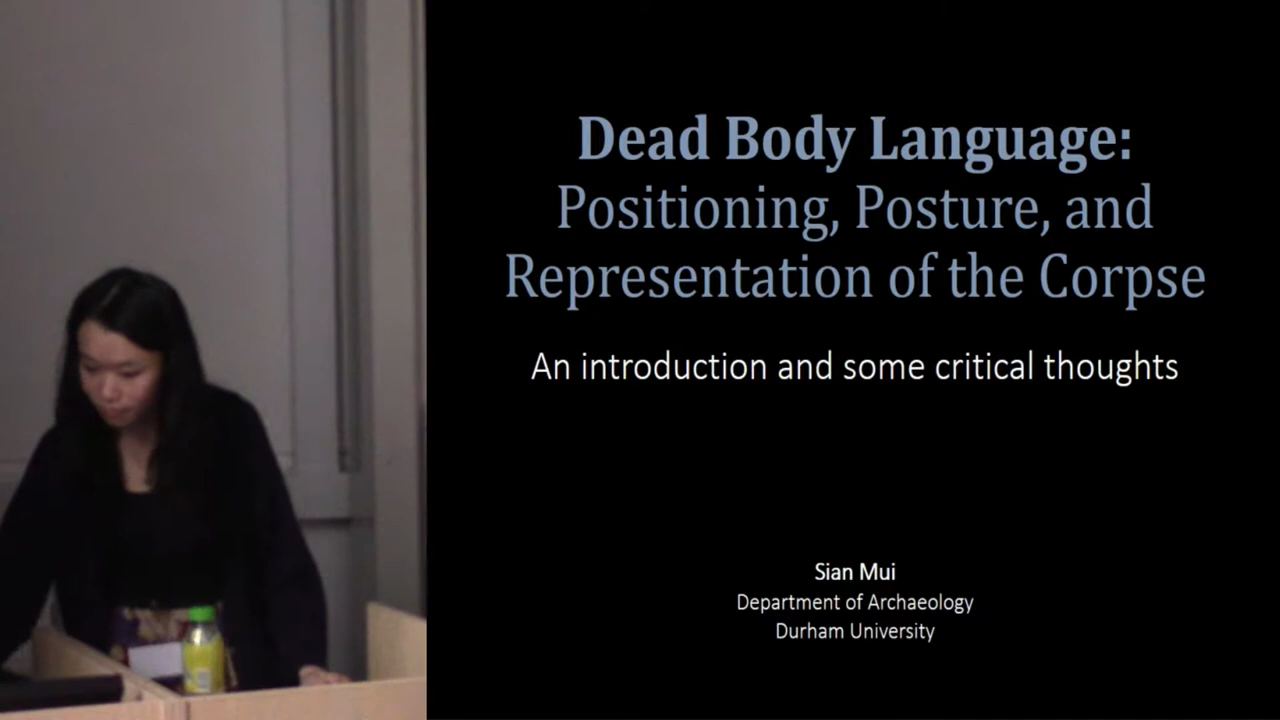 Dead Body Language:
Positioning, Posture, and
Representation of the Corpse
An introduction and some critical thoughts
Sian Mui
Department of Archaeology
Durham University